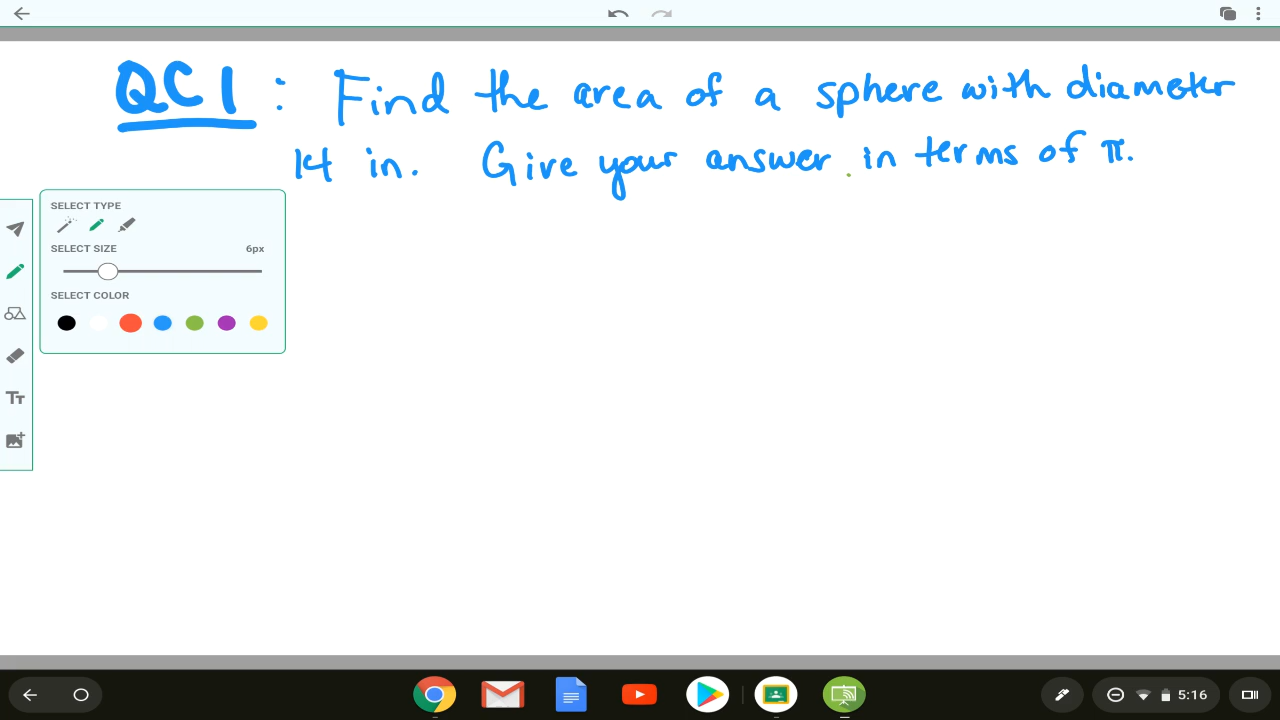 QC1: Find the area of a sphere with diameter
14 in. Give your answer in terms of π.
SELECT TYPE
SELECT SIZE 6px
SELECT COLOR
Tт
5:16